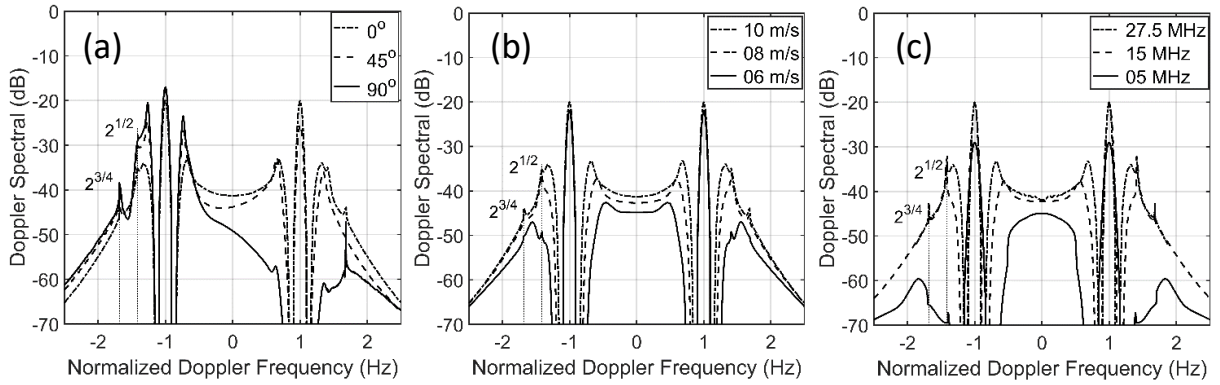 (a)
0
-10
-20
-30
-40
-50
-60
-70
Doppler Spectral (dB)
0º
45º
90º
2^{1/2}
2^{3/4}
-2 -1 0 1 2
Normalized Doppler Frequency (Hz)
(b)
0
-10
-20
-30
-40
-50
-60
-70
Doppler Spectral (dB)
10 m/s
08 m/s
06 m/s
2^{1/2}
2^{3/4}
-2 -1 0 1 2
Normalized Doppler Frequency (Hz)
(c)
0
-10
-20
-30
-40
-50
-60
-70
Doppler Spectral (dB)
27.5 MHz
15 MHz
05 MHz
2^{1/2}
2^{3/4}
-2 -1 0 1 2
Normalized Doppler Frequency (Hz)